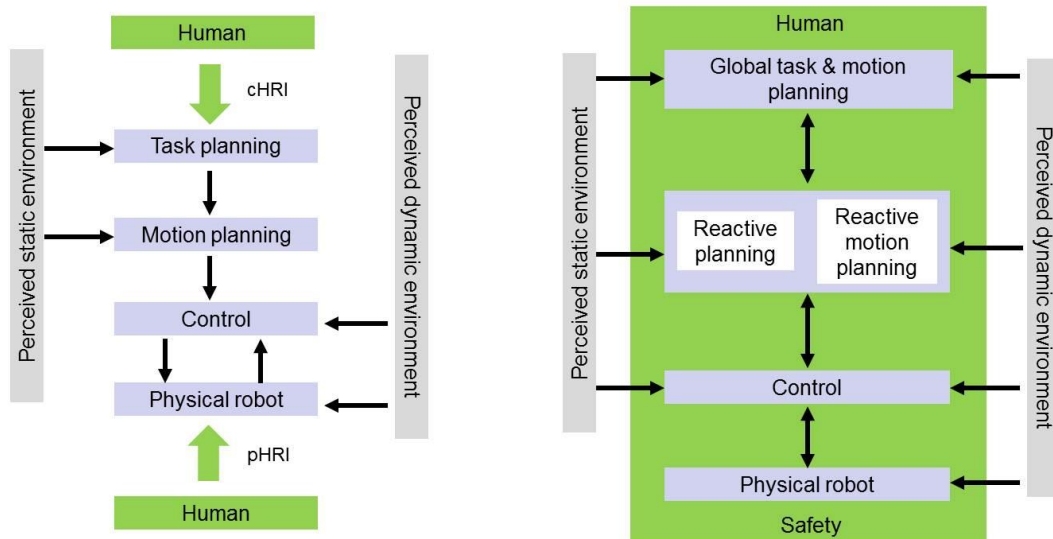 Human
cHRI
Perceived static environment
Perceived dynamic environment
Task planning
Motion planning
Control
Physical robot
pHRI
Human
Human
Global task & motion
planning
Perceived static environment
Perceived dynamic environment
Reactive
planning
Reactive
motion
planning
Control
Physical robot
Safety